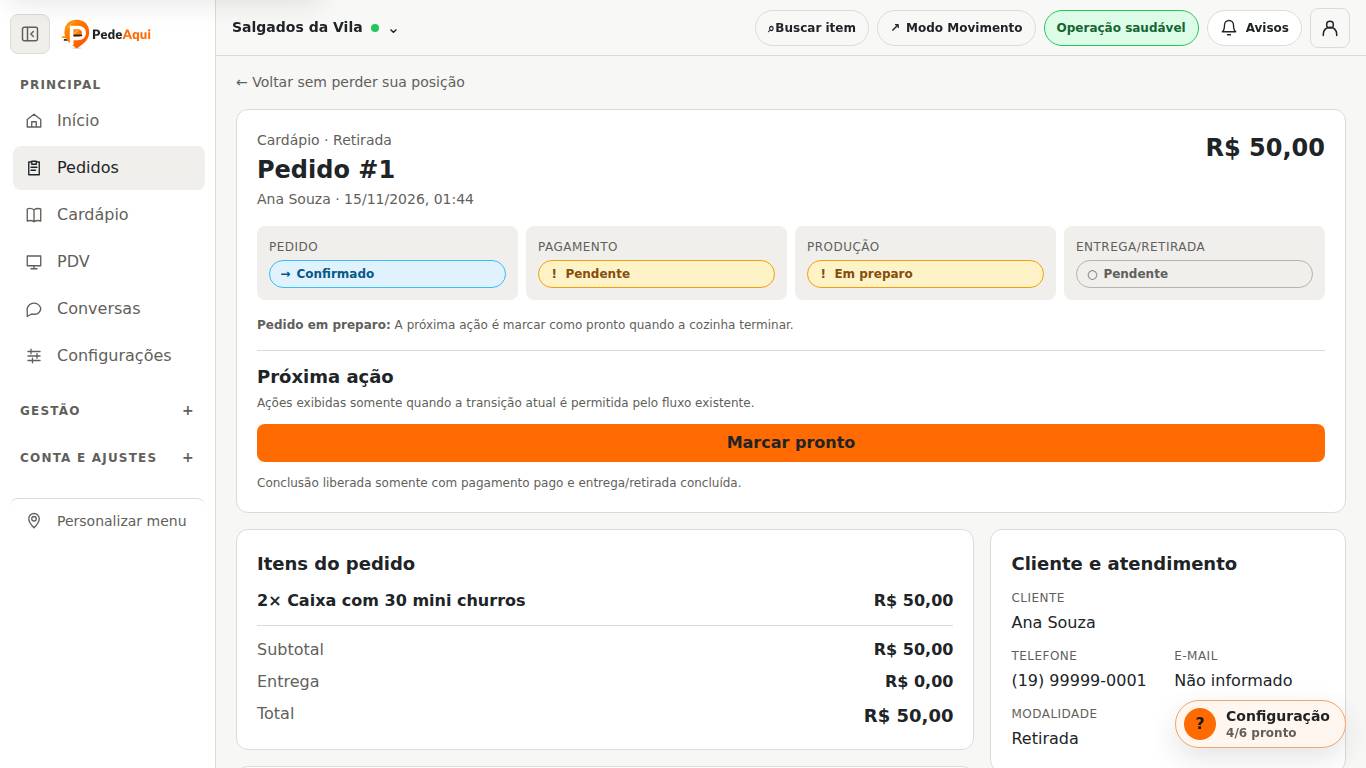 PedeAqui
PRINCIPAL
Início
Pedidos
Cardápio
PDV
Conversas
Configurações
GESTÃO +
CONTA E AJUSTES +
Personalizar menu
Salgados da Vila
Buscar item
↗ Modo Movimento
Operação saudável
Avisos
← Voltar sem perder sua posição
Cardápio · Retirada
Pedido #1
R$ 50,00
Ana Souza · 15/11/2026, 01:44
PEDIDO
→ Confirmado
PAGAMENTO
! Pendente
PRODUÇÃO
! Em preparo
ENTREGA/RETIRADA
○ Pendente
Pedido em preparo: A próxima ação é marcar como pronto quando a cozinha terminar.
Próxima ação
Ações exibidas somente quando a transição atual é permitida pelo fluxo existente.
Marcar pronto
Conclusão liberada somente com pagamento pago e entrega/retirada concluída.
Itens do pedido
2× Caixa com 30 mini churros R$ 50,00
Subtotal R$ 50,00
Entrega R$ 0,00
Total R$ 50,00
Cliente e atendimento
CLIENTE
Ana Souza
TELEFONE
(19) 99999-0001
E-MAIL
Não informado
MODALIDADE
Retirada
?
Configuração
4/6 pronto